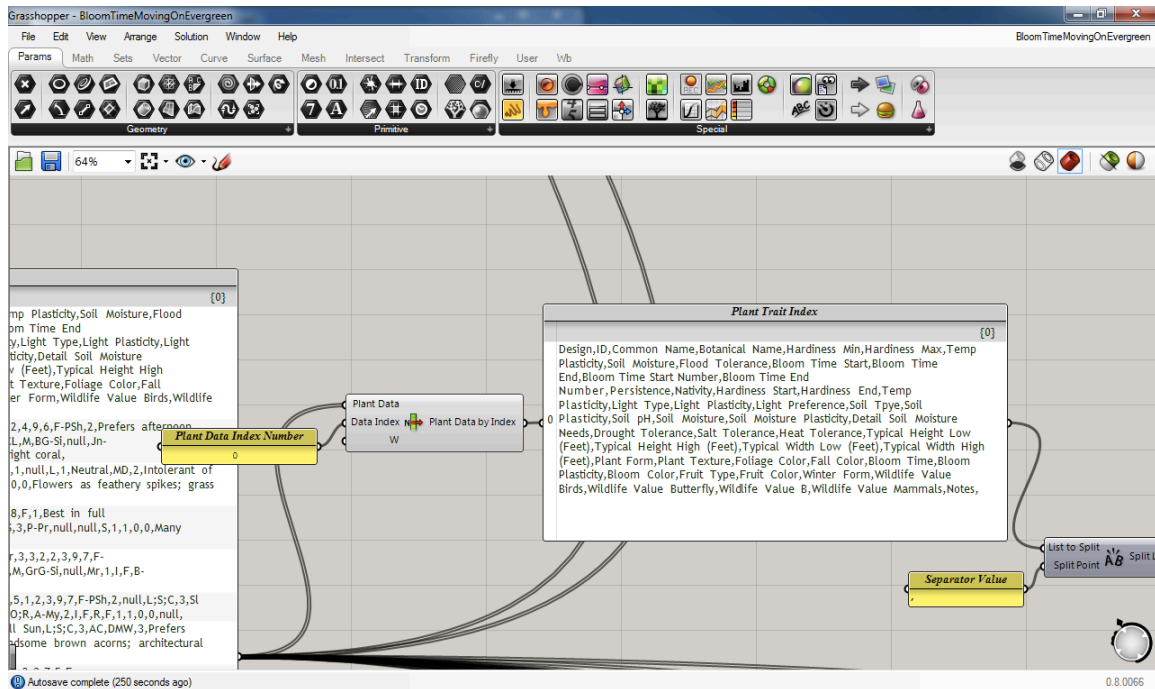 Grasshopper - BloomTimeMovingOnEvergreen
File Edit View Arrange Solution Window Help
BloomTimeMovingOnEvergreen
Params Math Sets Vector Curve Surface Mesh Intersect Transform Firefly User Wb
Geometry
Primitive
Special
64%
{0}
mp Plasticity,Soil Moisture,Flood
om Time End
y,Light Type,Light Plasticity,Light
ticity,Detail Soil Moisture
v (Feet),Typical Height High
t Texture,Foliage Color,Fall
er Form,Wildlife Value Birds,Wildlife
2,4,9,6,F-PSh,2,Prefers afternoon
CL,M,BG-Si,null,Jn-
ight coral,
,1,null,L,1,Neutral,MD,2,Intolerant of
0,0,Flowers as feathery spikes; grass
8,F,1,Best in full
,3,P-Pr,null,null,S,1,1,0,0,Many
r,3,3,2,2,3,9,7,F-
,M,GrG-Si,null,Mr,1,I,F,B-
,5,1,2,3,9,7,F-PSh,2,null,L;S;C,3,Sl
O;R,A-My,2,I,F,R,F,1,1,0,0,null,
ll Sun,L;S;C,3,AC,DMW,3,Prefers
dsome brown acorns; architectural
Plant Data Index Number
0
Plant Data
Data Index
W
N
Plant Data by Index
Plant Trait Index
{0}
0
Design,ID,Common Name,Botanical Name,Hardiness Min,Hardiness Max,Temp
Plasticity,Soil Moisture,Flood Tolerance,Bloom Time Start,Bloom Time
End,Bloom Time Start Number,Bloom Time End
Number,Persistence,Nativity,Hardiness Start,Hardiness End,Temp
Plasticity,Light Type,Light Plasticity,Light Preference,Soil Tpye,Soil
Plasticity,Soil pH,Soil Moisture,Soil Moisture Plasticity,Detail Soil Moisture
Needs,Drought Tolerance,Salt Tolerance,Heat Tolerance,Typical Height Low
(Feet),Typical Height High (Feet),Typical Width Low (Feet),Typical Width High
(Feet),Plant Form,Plant Texture,Foliage Color,Fall Color,Bloom Time,Bloom
Plasticity,Bloom Color,Fruit Type,Fruit Color,Winter Form,Wildlife Value
Birds,Wildlife Value Butterfly,Wildlife Value B,Wildlife Value Mammals,Notes,
Separator Value
,
List to Split
Split Point
AB
Split L
Autosave complete (250 seconds ago)
0.8.0066